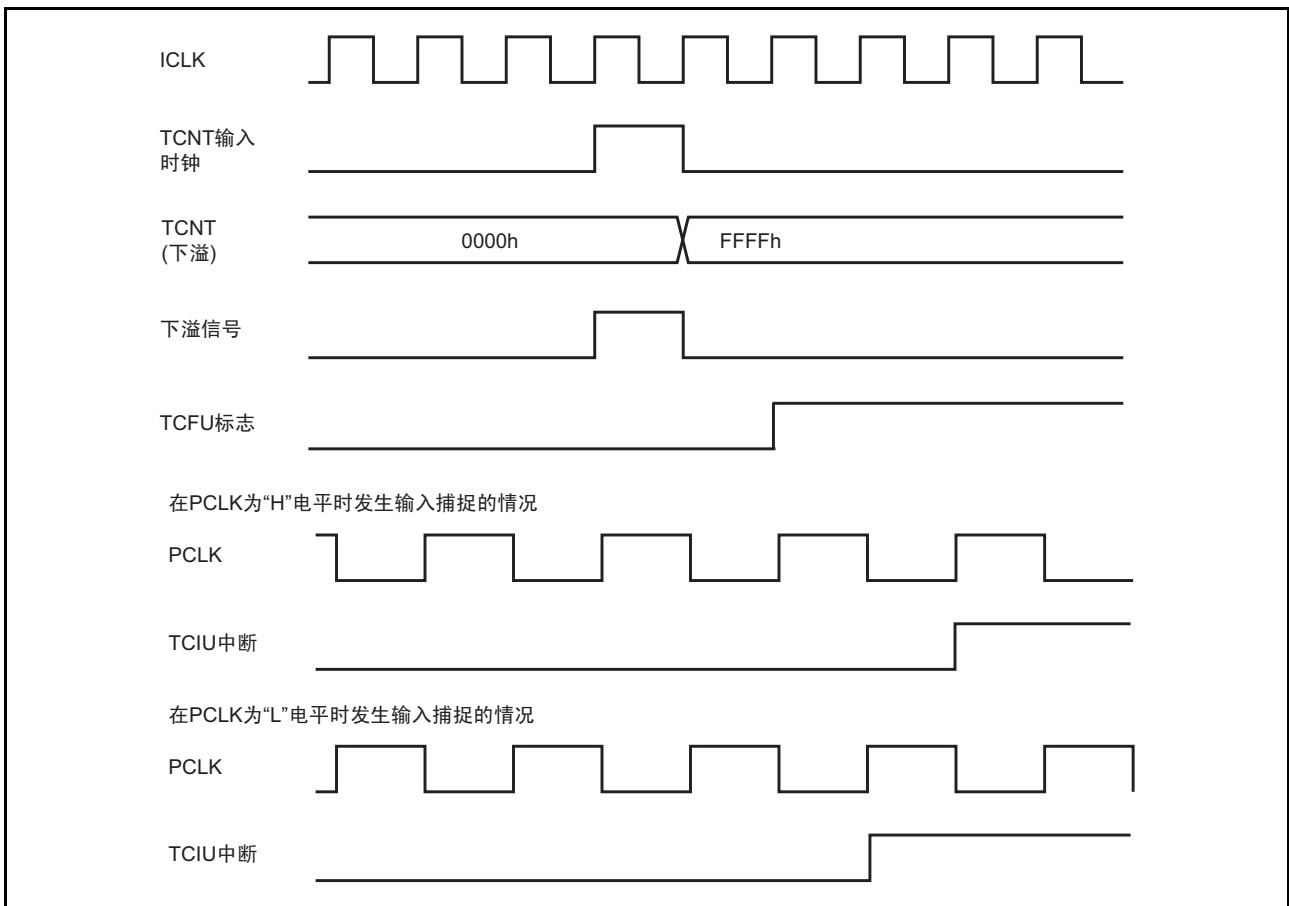 ICLK
TCNT输入
时钟
TCNT
(下溢)
0000h
FFFFh
下溢信号
TCFU标志
在PCLK为“H”电平时发生输入捕捉的情况
PCLK
TCIU中断
在PCLK为“L”电平时发生输入捕捉的情况
PCLK
TCIU中断